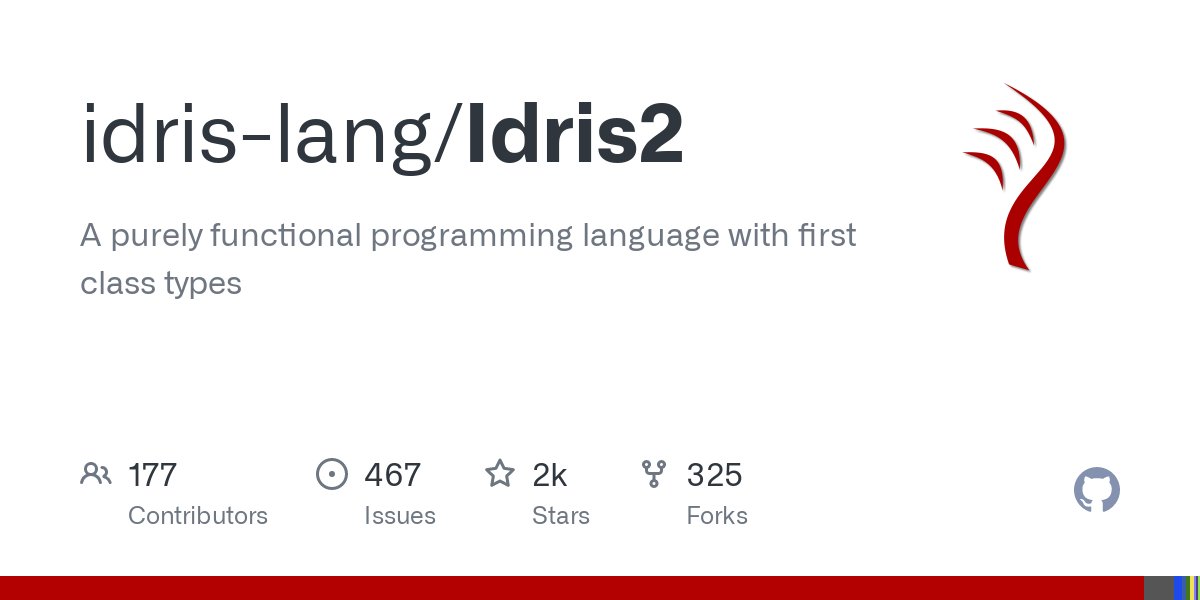 idris-lang/Idris2
A purely functional programming language with first
class types
177 467 2k 325
Contributors Issues Stars Forks